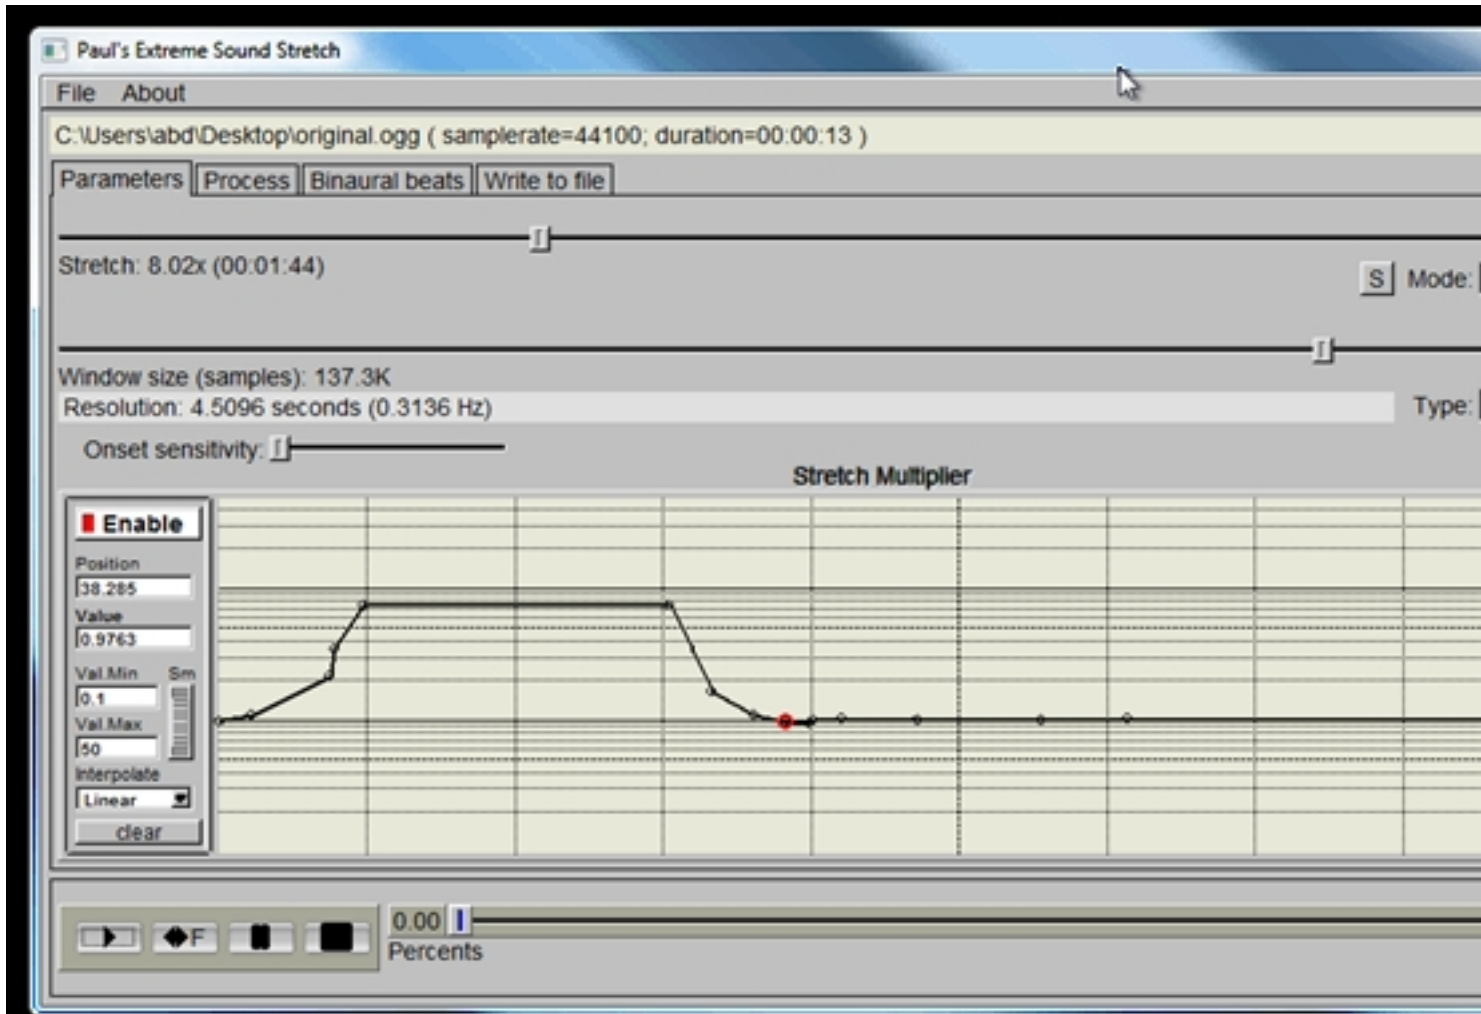 Paul's Extreme Sound Stretch
File About
C:\Users\abd\Desktop\original.ogg ( samplerate=44100; duration=00:00:13 )
Parameters Process Binaural beats Write to file
Stretch: 8.02x (00:01:44)
S Mode:
Window size (samples): 137.3K
Resolution: 4.5096 seconds (0.3136 Hz)
Type:
Onset sensitivity:
Stretch Multiplier
Enable
Position
38.285
Value
0.9763
Val.Min Sm
0.1
Val.Max
50
Interpolate
Linear
clear
F
0.00
Percents